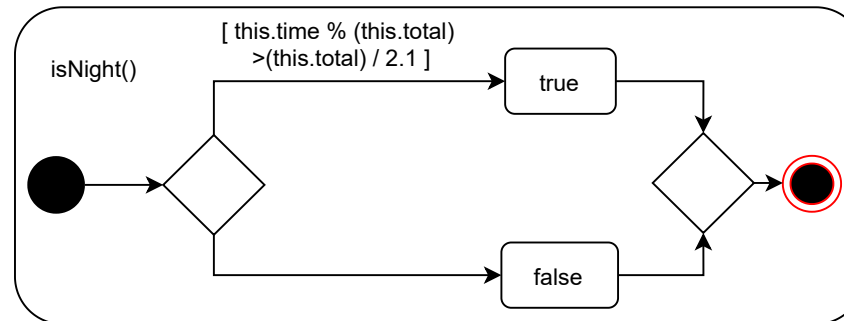 [ this.time % (this.total)
>(this.total) / 2.1 ]
isNight()
true
false